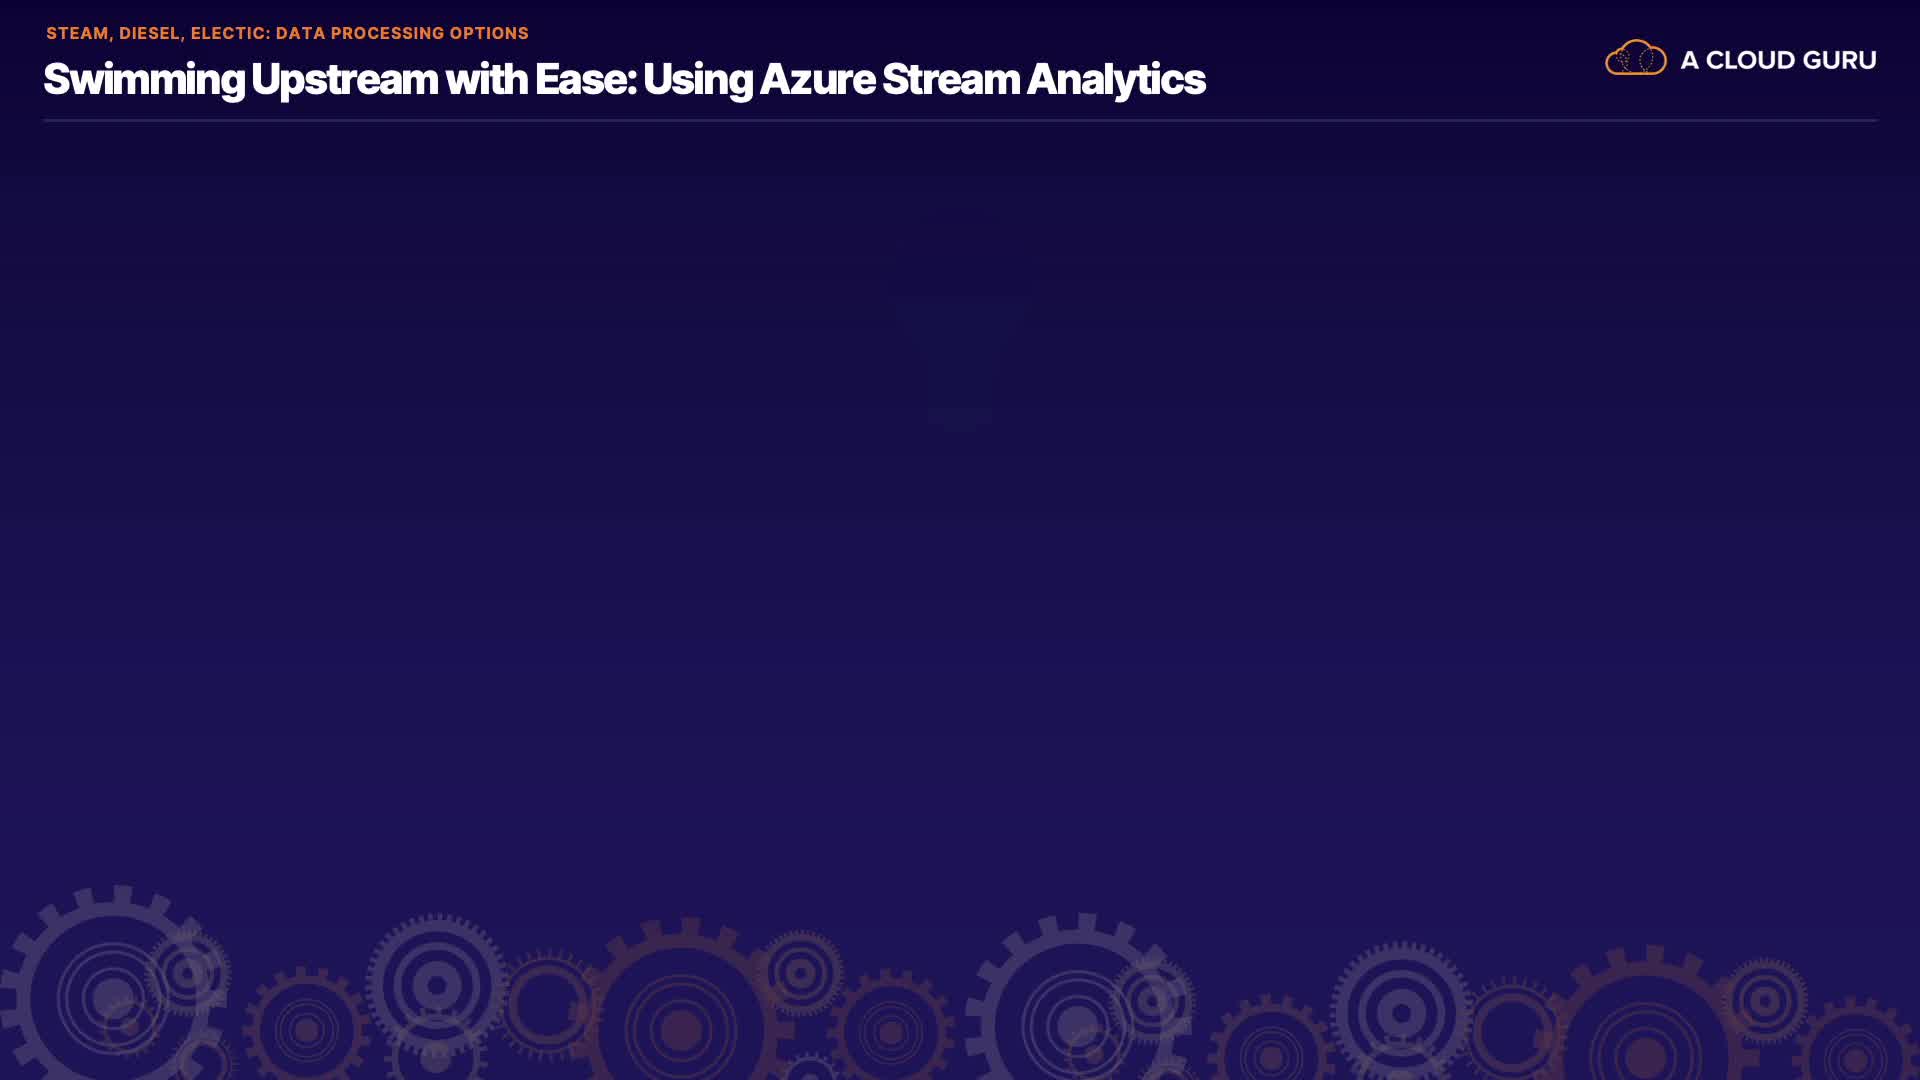 STEAM, DIESEL, ELECTIC: DATA PROCESSING OPTIONS
Swimming Upstream with Ease: Using Azure Stream Analytics
A CLOUD GURU